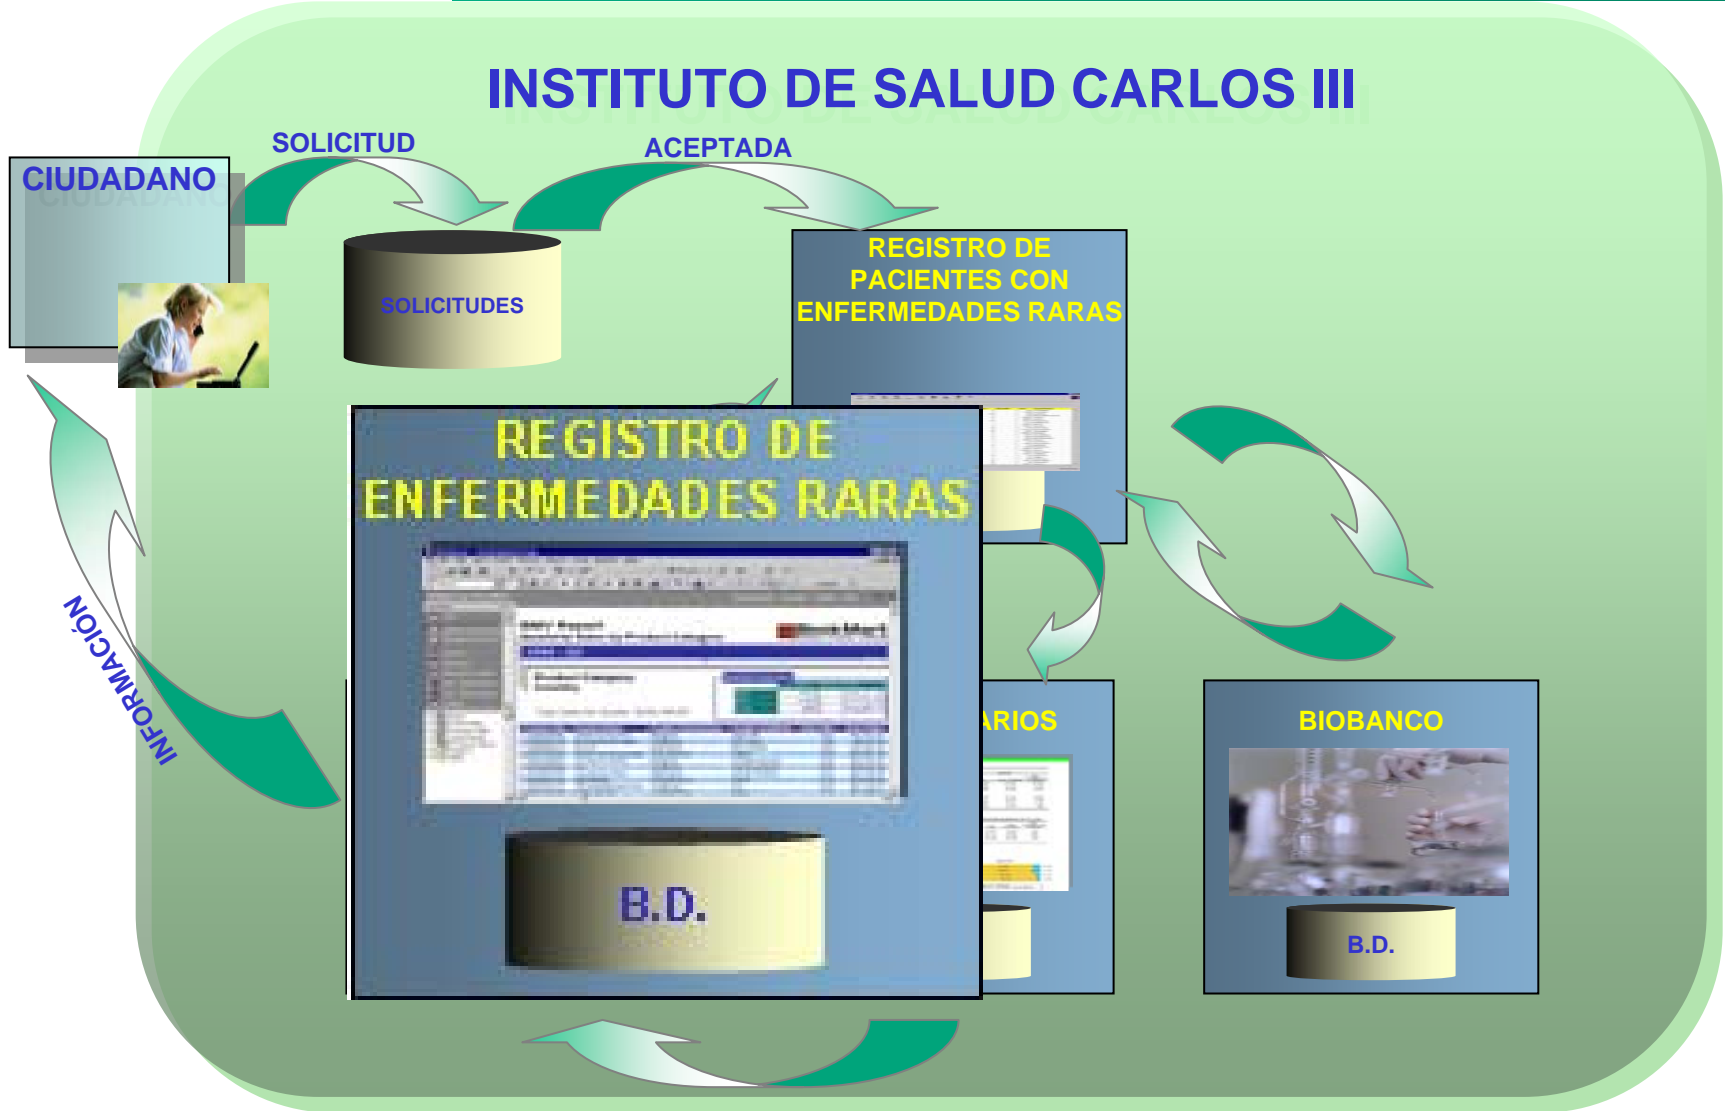 INSTITUTO DE SALUD CARLOS III
SOLICITUD
ACEPTADA
CIUDADANO
SOLICITUDES
REGISTRO DE
PACIENTES CON
ENFERMEDADES RARAS
REGISTRO DE
ENFERMEDADES RARAS
INFORMACIÓN
ARIOS
BIOBANCO
B.D.
B.D.